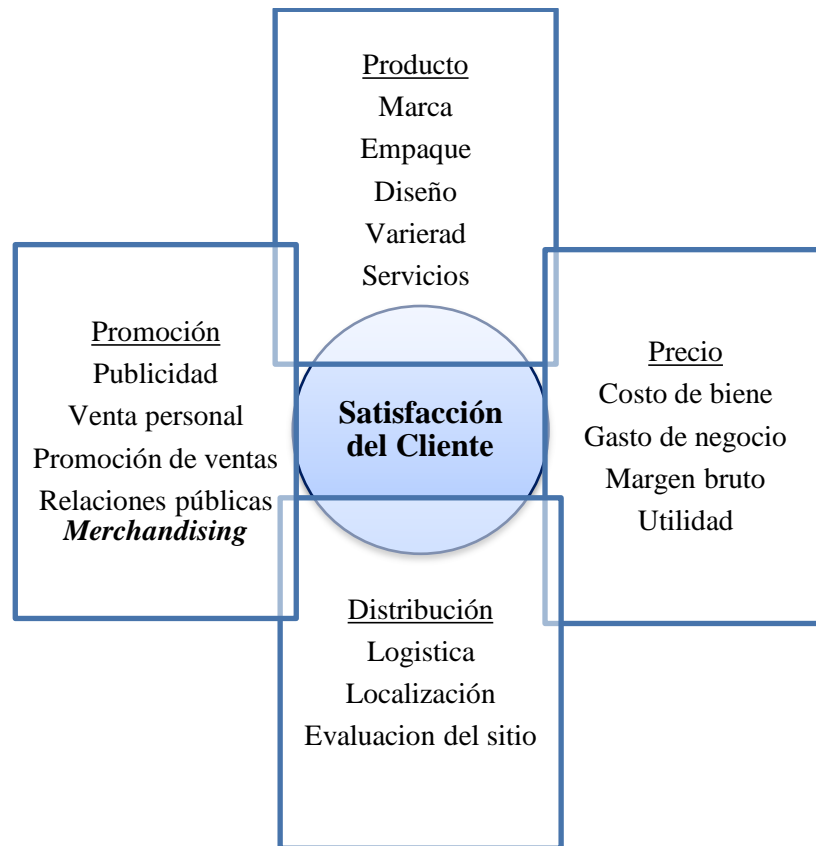 Producto
Marca
Empaque
Diseño
Varierad
Servicios
Promoción
Publicidad
Venta personal
Promoción de ventas
Relaciones públicas
Merchandising
Satisfacción
del Cliente
Precio
Costo de biene
Gasto de negocio
Margen bruto
Utilidad
Distribución
Logistica
Localización
Evaluacion del sitio